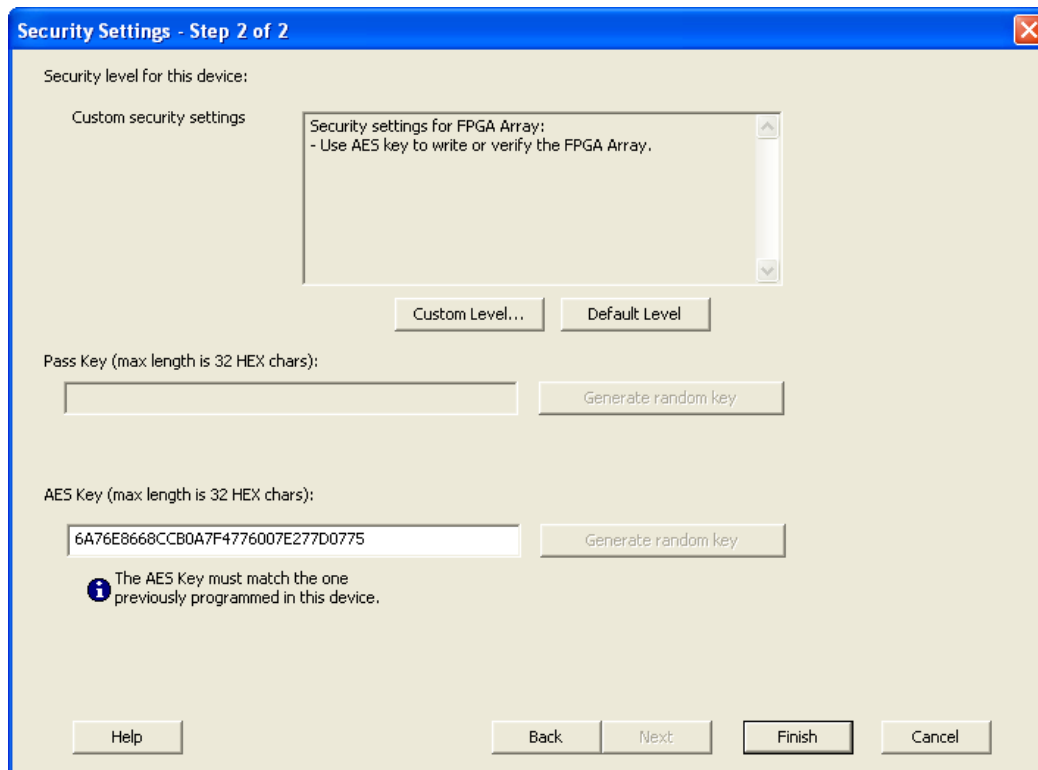 Security Settings - Step 2 of 2
Security level for this device:
Custom security settings
Security settings for FPGA Array:
- Use AES key to write or verify the FPGA Array.
Custom Level...
Default Level
Pass Key (max length is 32 HEX chars):
Generate random key
AES Key (max length is 32 HEX chars):
6A76E8668CCB0A7F4776007E277D0775
Generate random key
The AES Key must match the one
previously programmed in this device.
Help
Back
Next
Finish
Cancel